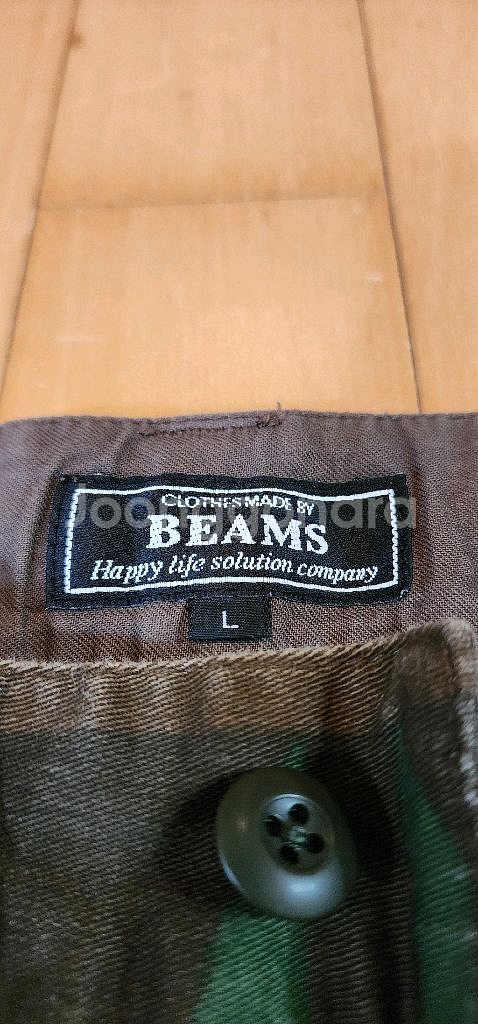 CLOTHES MADE BY
BEAMS
Happy life solution company
L